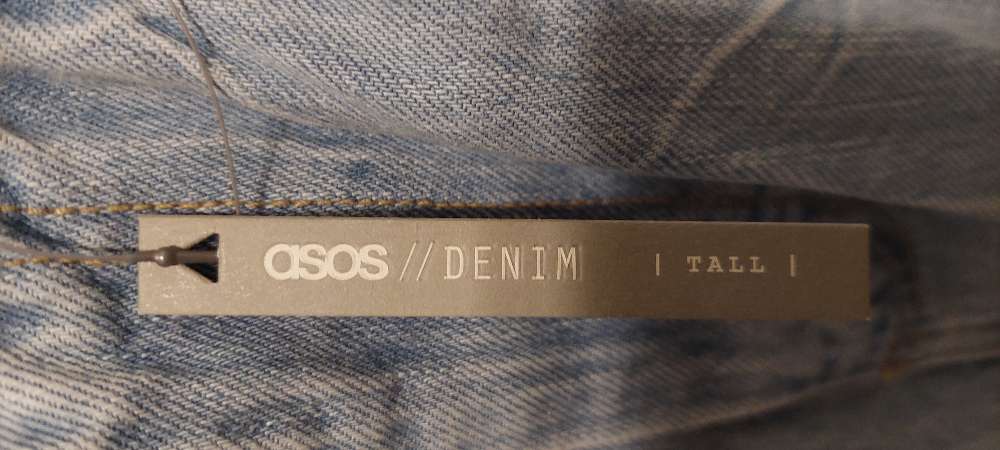 asos // DENIM | TALL |